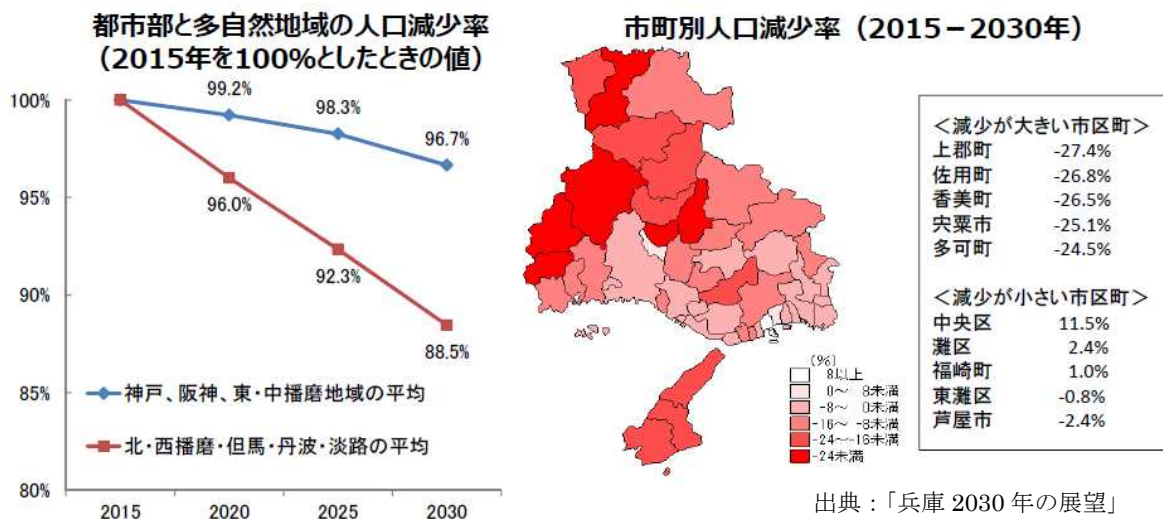 都市部と多自然地域の人口減少率
(2015年を100%としたときの値)
100%
95%
90%
85%
80%
99.2%
98.3%
96.7%
96.0%
92.3%
88.5%
神戸、阪神、東・中播磨地域の平均
北・西播磨・但馬・丹波・淡路の平均
2015
2020
2025
2030
市町別人口減少率(2015-2030年)
(%)
8以上
0~ 8未満
-8~ 0未満
-16~ -8未満
-24~-16未満
-24未満
<減少が大きい市区町>
上郡町 -27.4%
佐用町 -26.8%
香美町 -26.5%
宍粟市 -25.1%
多可町 -24.5%
<減少が小さい市区町>
中央区 11.5%
灘区 2.4%
福崎町 1.0%
東灘区 -0.8%
芦屋市 -2.4%
出典:「兵庫 2030 年の展望」